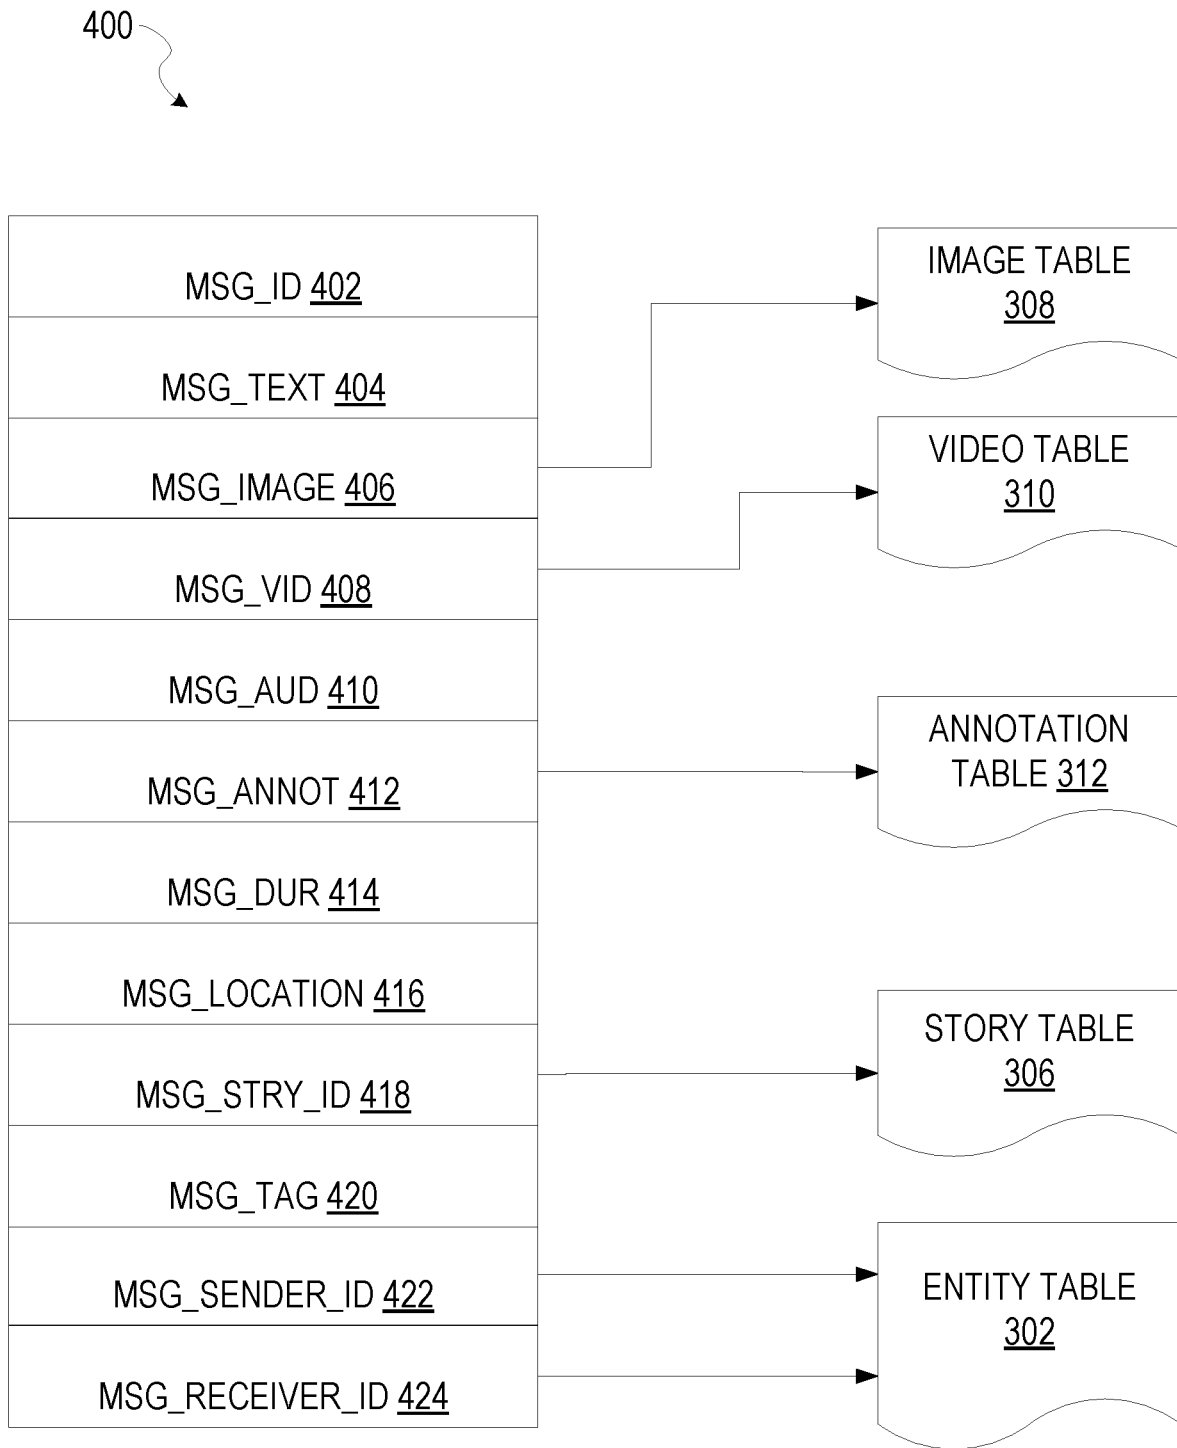 400
MSG_ID 402
MSG_TEXT 404
MSG_IMAGE 406
MSG_VID 408
MSG_AUD 410
MSG_ANNOT 412
MSG_DUR 414
MSG_LOCATION 416
MSG_STRY_ID 418
MSG_TAG 420
MSG_SENDER_ID 422
MSG_RECEIVER_ID 424
IMAGE TABLE
308
VIDEO TABLE
310
ANNOTATION
TABLE 312
STORY TABLE
306
ENTITY TABLE
302